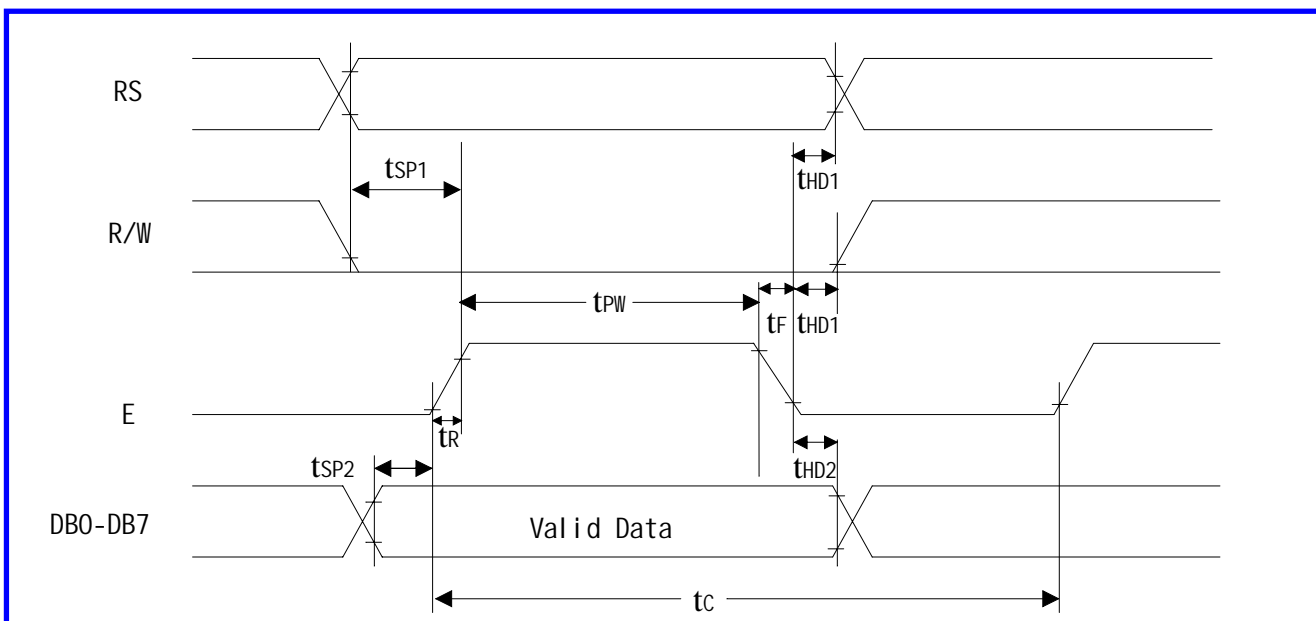 RS
tSP1
tHD1
R/W
tPW
tF
tHD1
E
tR
tSP2
tHD2
DB0-DB7
Valid Data
tC